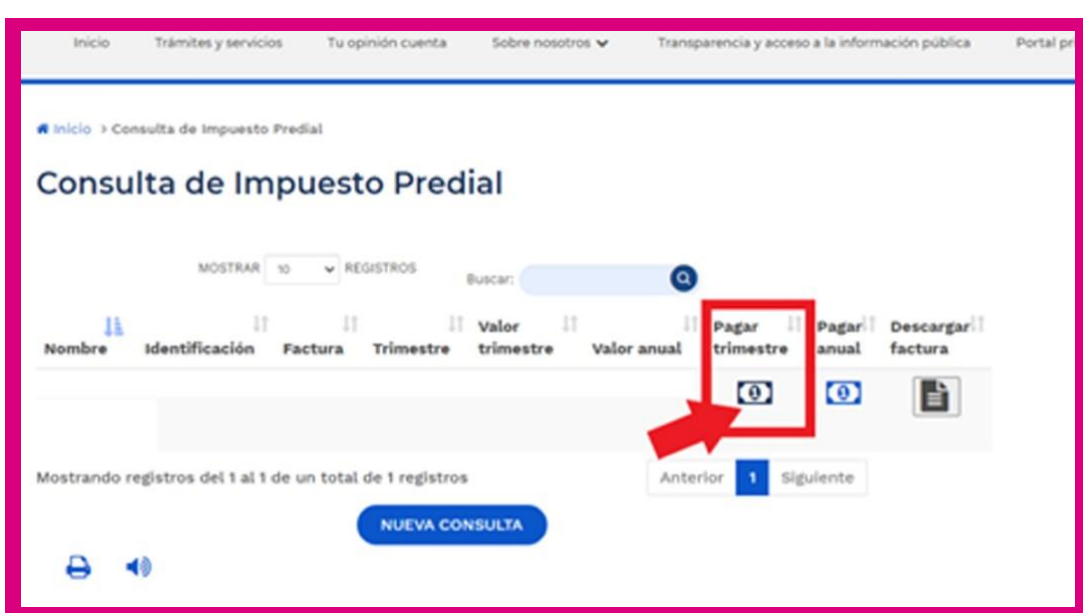 Inicio Trámites y servicios Tu opinión cuenta Sobre nosotros Transparencia y acceso a la información pública Portal pri
Inicio > Consulta de Impuesto Predial
Consulta de Impuesto Predial
MOSTRAR 10 REGISTROS Buscar:
Nombre Identificación Factura Trimestre Valor trimestre Valor anual Pagar trimestre Pagar anual Descargar factura
Mostrando registros del 1 al 1 de un total de 1 registros
Anterior 1 Siguiente
NUEVA CONSULTA